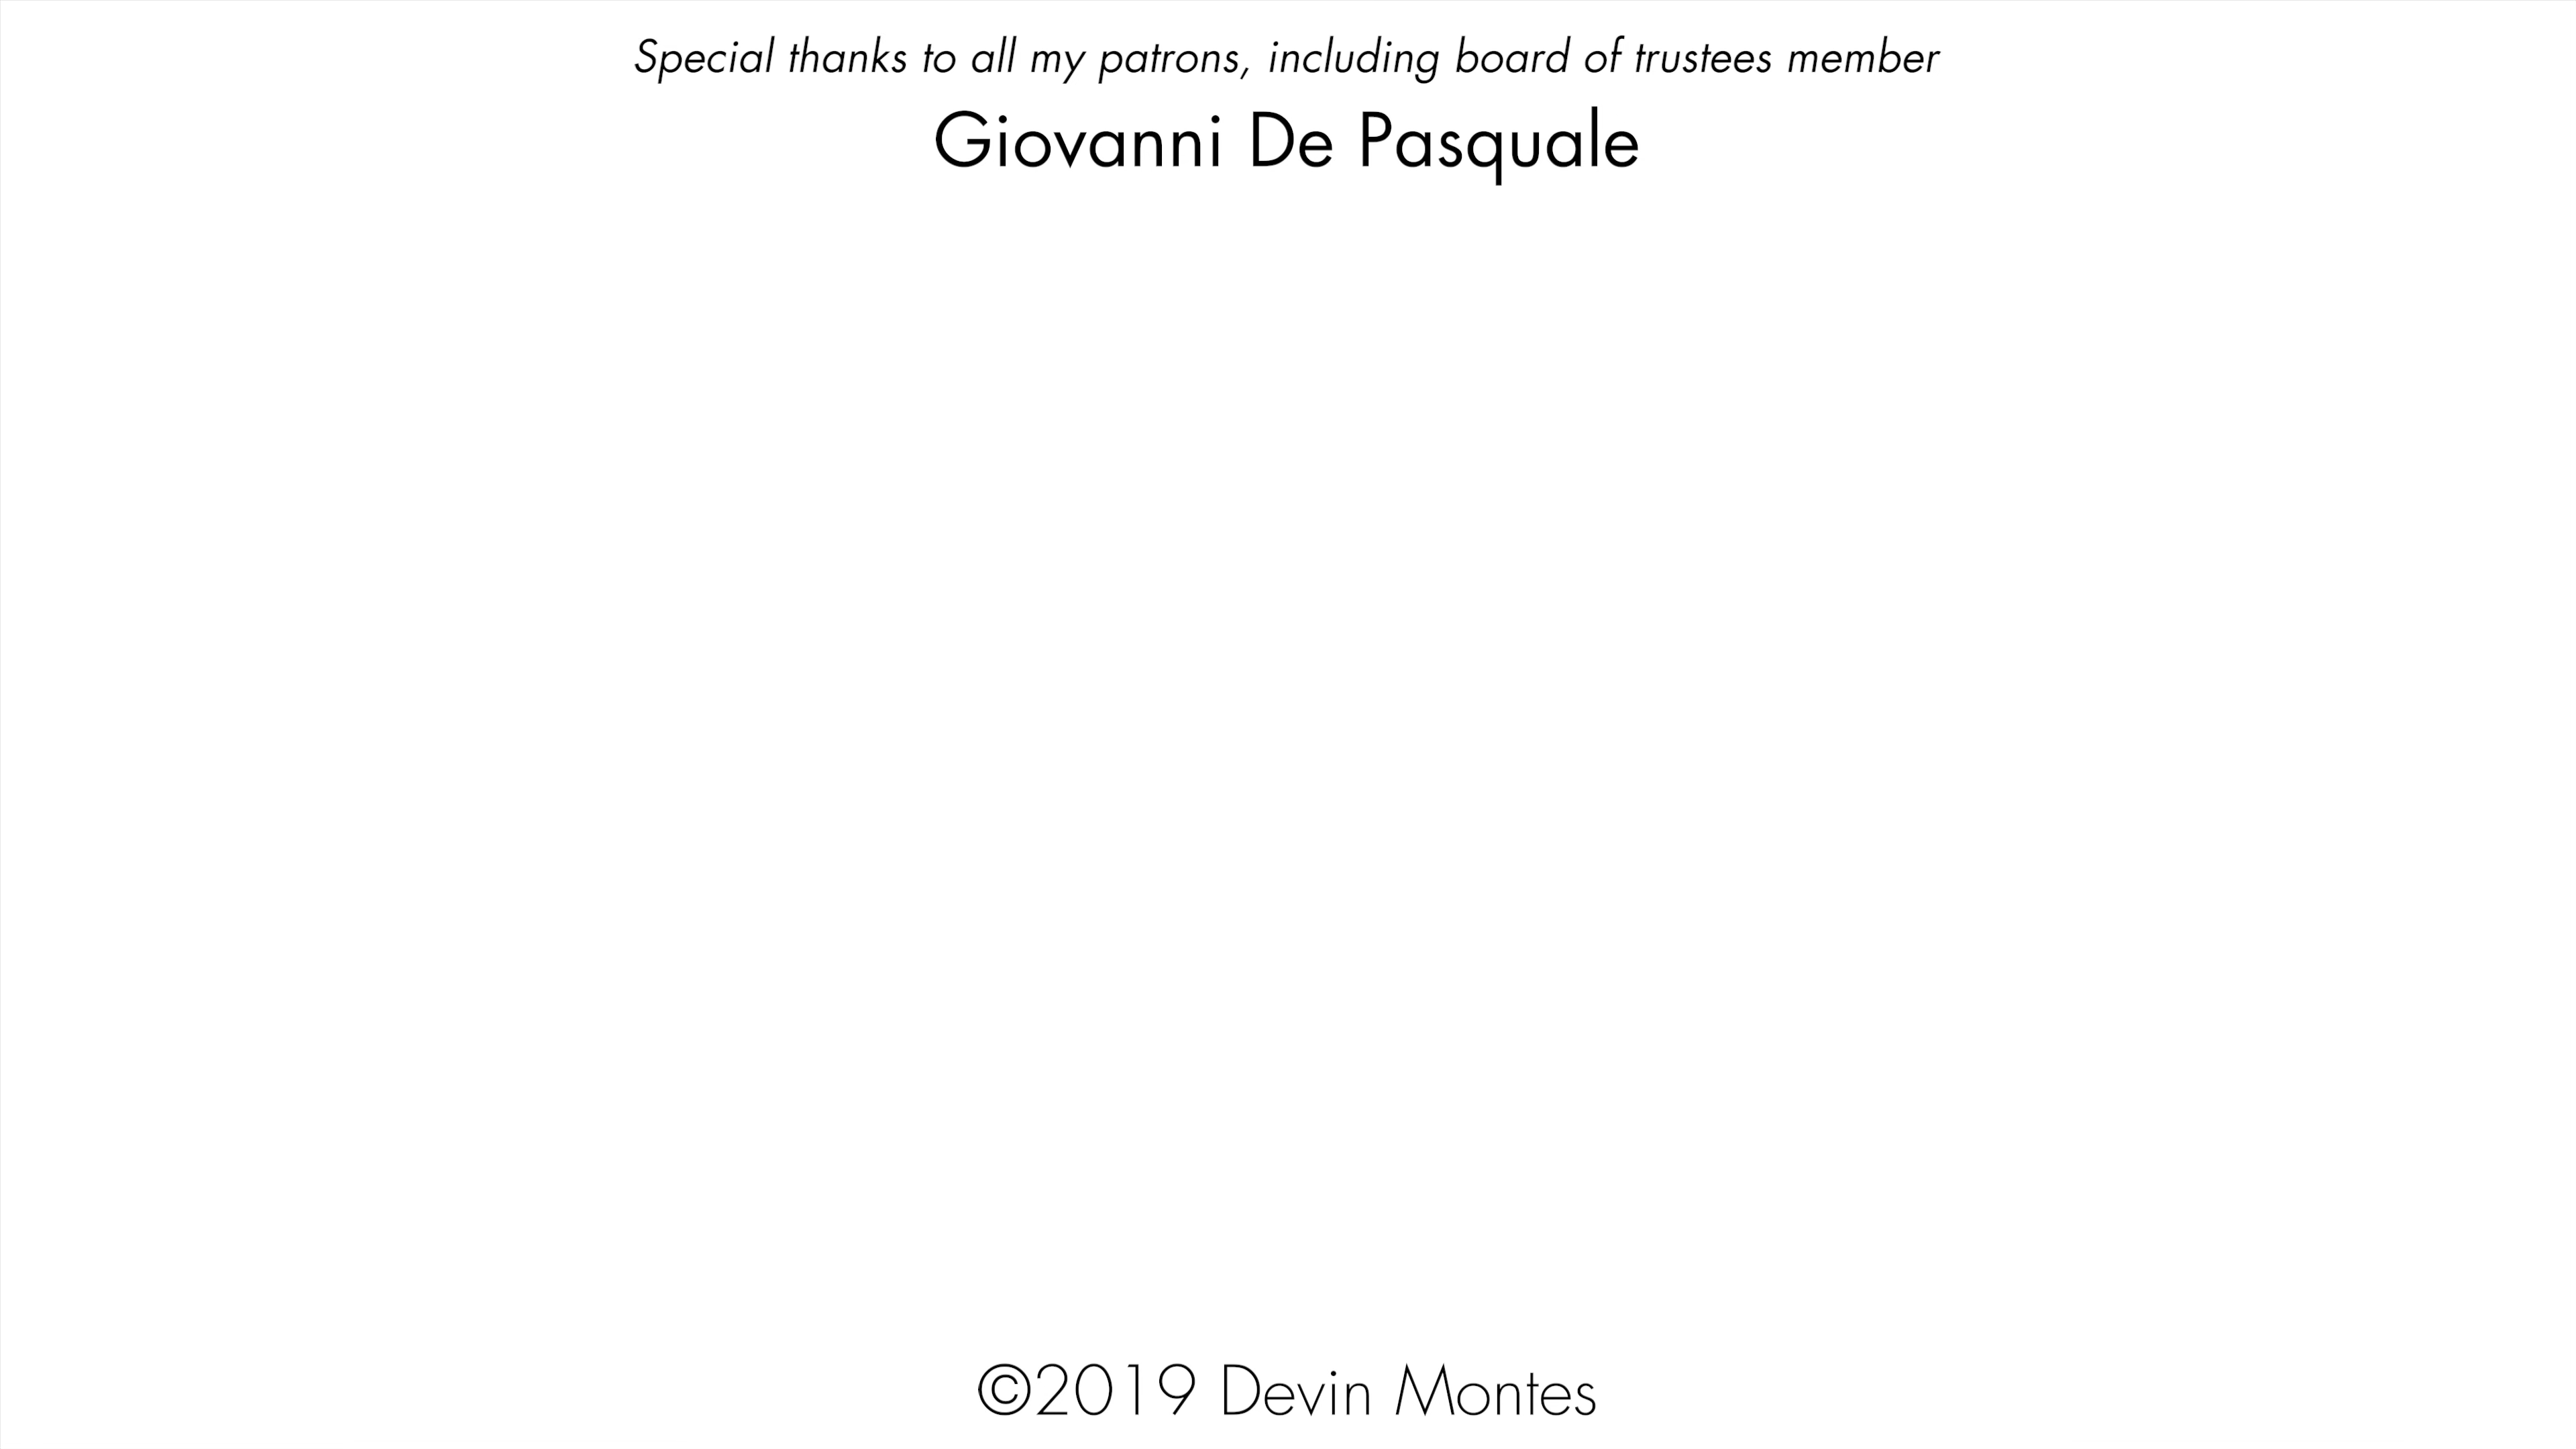 Special thanks to all my patrons, including board of trustees member
Giovanni De Pasquale
©2019 Devin Montes